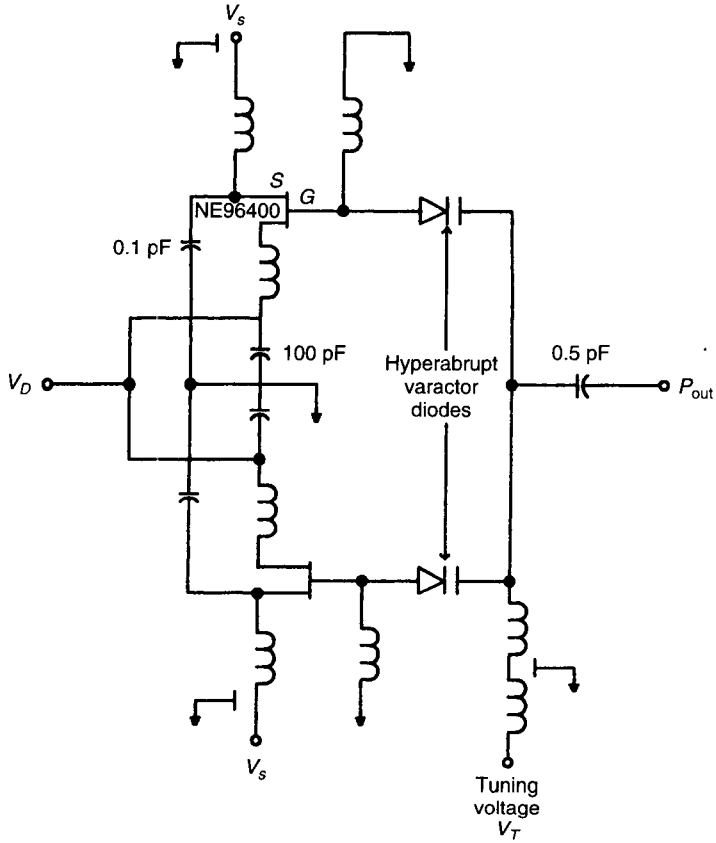 V_s
S
G
NE96400
0.1 pF
100 pF
Hyperabrupt
varactor
diodes
0.5 pF
V_D
P_out
V_s
Tuning
voltage
V_T